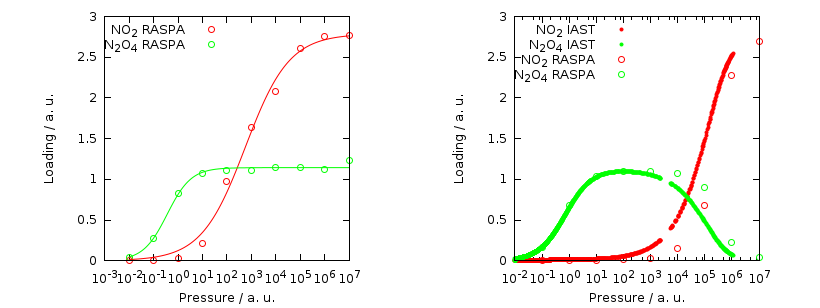 NO2 RASPA
N2O4 RASPA
3
2.5
2
1.5
1
0.5
0
Loading / a. u.
10-3 10-2 10-1 100 101 102 103 104 105 106 107
Pressure / a. u.
NO2 IAST
N2O4 IAST
NO2 RASPA
N2O4 RASPA
3
2.5
2
1.5
1
0.5
0
Loading / a. u.
10-2 10-1 100 101 102 103 104 105 106 107
Pressure / a. u.